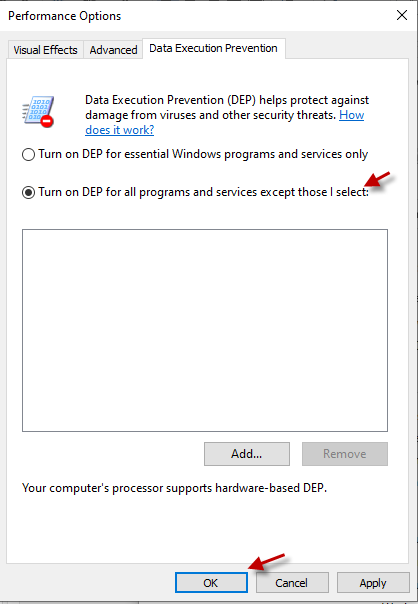 Performance Options
Visual Effects Advanced Data Execution Prevention
Data Execution Prevention (DEP) helps protect against
damage from viruses and other security threats. How
does it work?
Turn on DEP for essential Windows programs and services only
Turn on DEP for all programs and services except those I select:
Add... Remove
Your computer's processor supports hardware-based DEP.
OK Cancel Apply